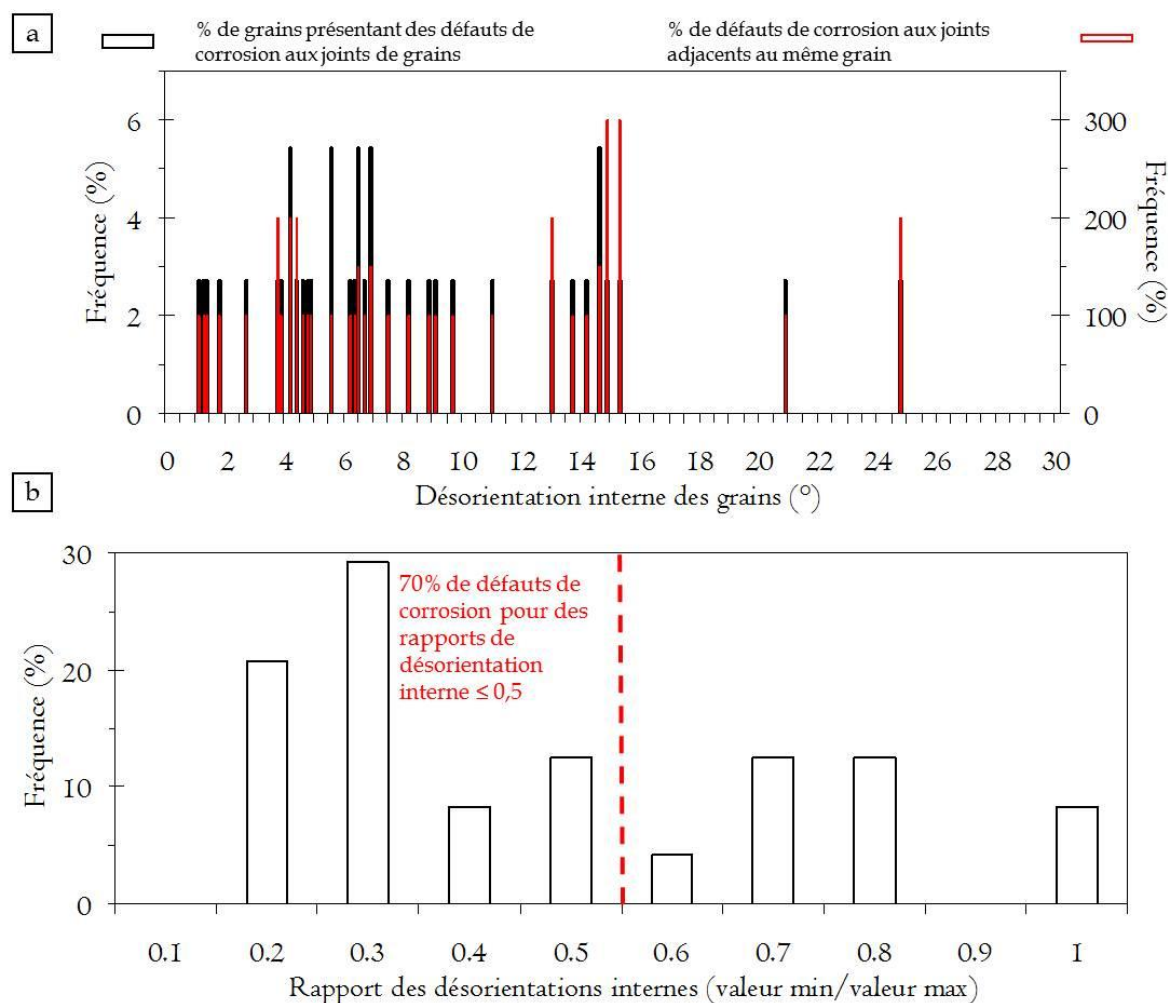 a
% de grains présentant des défauts de
corrosion aux joints de grains
% de défauts de corrosion aux joints
adjacents au même grain
Fréquence (%)
6
4
2
0
300
200
100
0
Fréquence (%)
0 2 4 6 8 10 12 14 16 18 20 22 24 26 28 30
Désorientation interne des grains (°)
b
Fréquence (%)
30
20
10
0
70% de défauts de
corrosion pour des
rapports de
désorientation
interne ≤ 0,5
0.1 0.2 0.3 0.4 0.5 0.6 0.7 0.8 0.9 1
Rapport des désorientations internes (valeur min/valeur max)